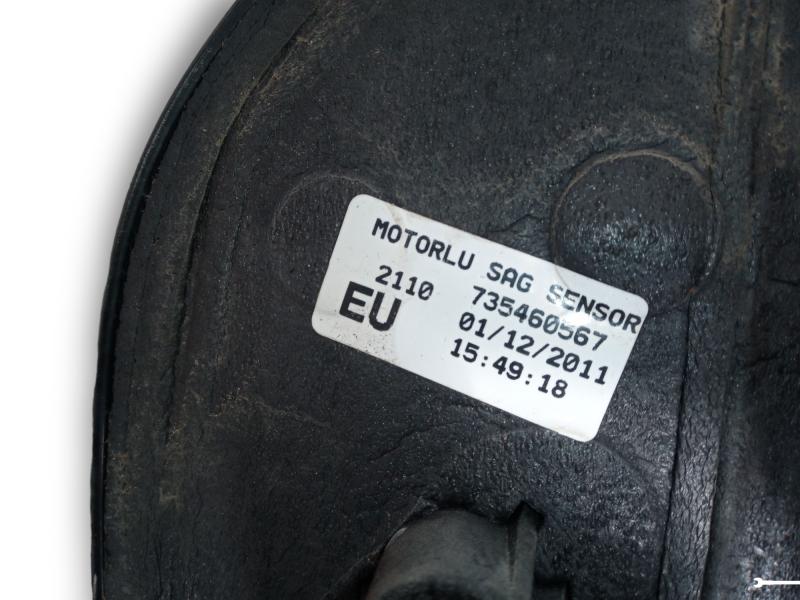 MOTORLU SAG SENSOR
2110 735460567
EU 01/12/2011
15:49:18